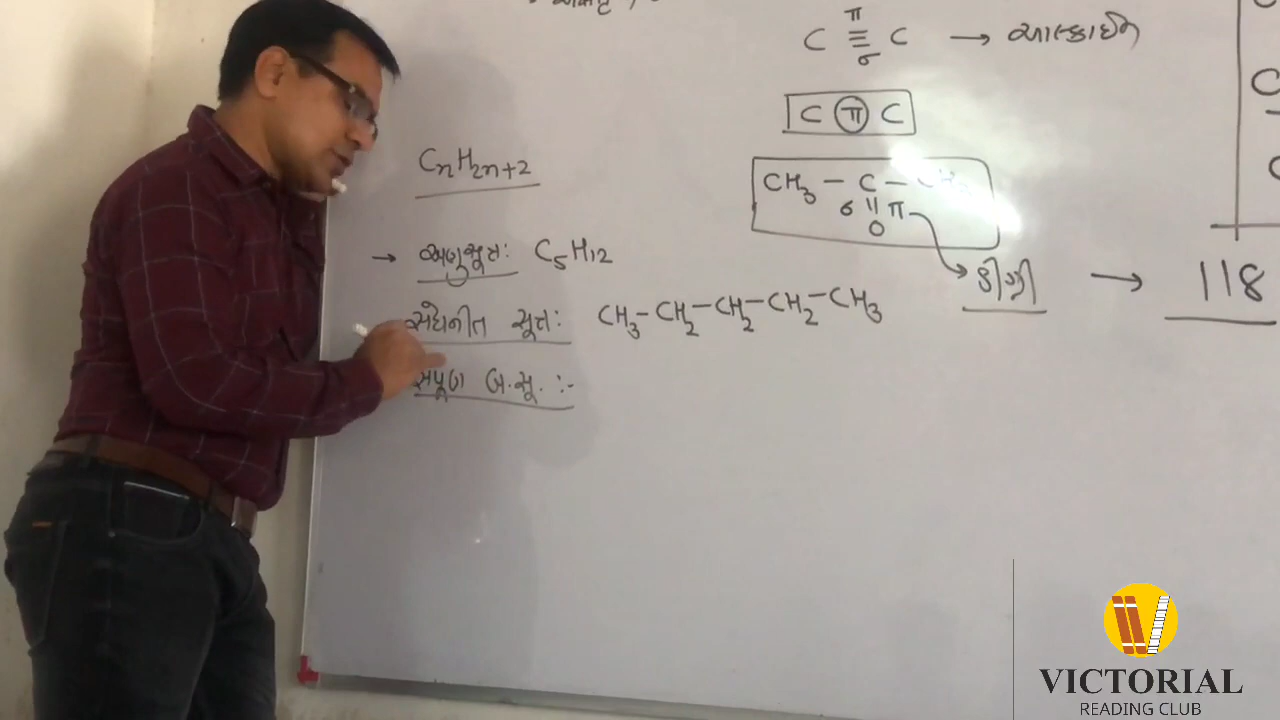 C ≡ C → આલ્કાઈન
π
σ
C π C
CnH2n+2
CH3 – C – CH3
σ || π
O
→ અણુસૂત્ર: C5H12
કીટોન → 118
સંઘનીત સૂત્ર: CH3–CH2–CH2–CH2–CH3
બ.સૂ. :-
VICTORIAL
READING CLUB